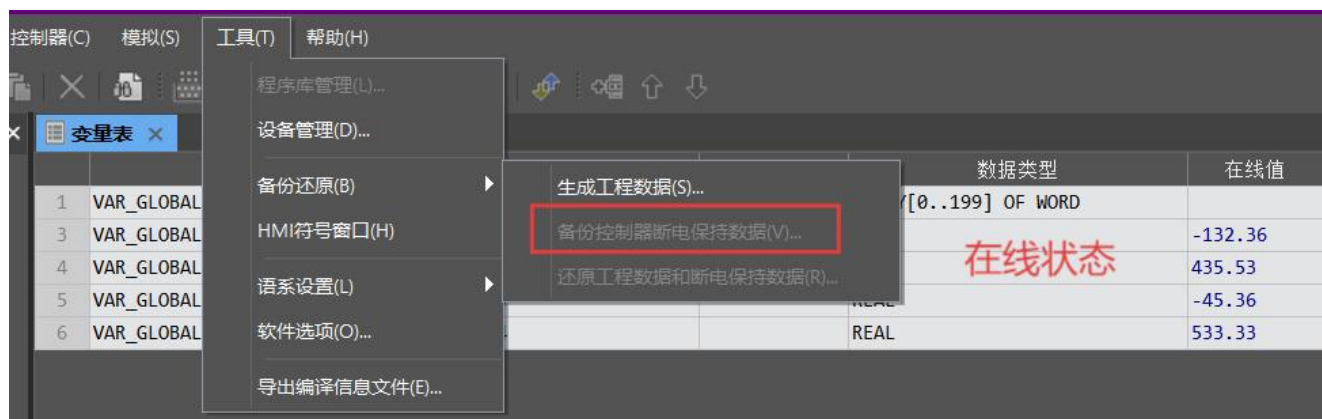 控制器(C) 模拟(S) 工具(T) 帮助(H)
程序库管理(L)...
变量表
设备管理(D)...
数据类型 在线值
备份还原(B)
生成工程数据(S)...
1 VAR_GLOBAL [0..199] OF WORD
HMI符号窗口(H)
备份控制器断电保持数据(V)...
3 VAR_GLOBAL -132.36
在线状态
4 VAR_GLOBAL 435.53
还原工程数据和断电保持数据(R)...
语系设置(L)
5 VAR_GLOBAL REAL -45.36
软件选项(O)...
6 VAR_GLOBAL REAL 533.33
导出编译信息文件(E)...